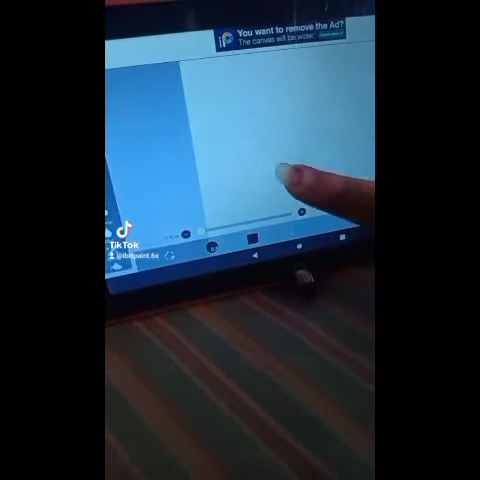 You want to remove the Ad?
The canvas will be wider.
TikTok
@ibispaint.6x